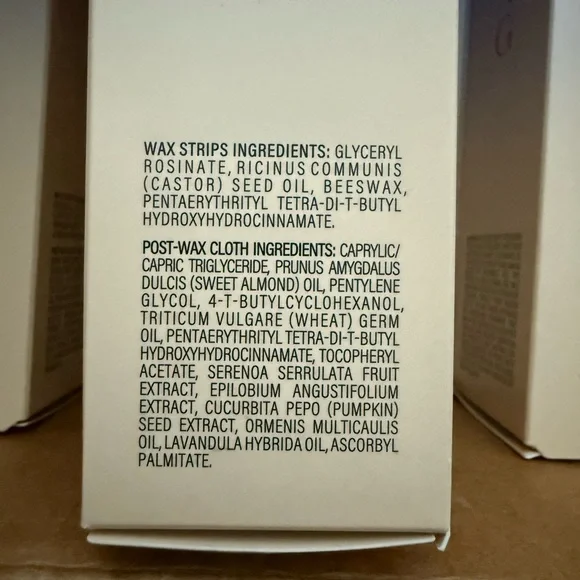 WAX STRIPS INGREDIENTS: GLYCERYL
ROSINATE, RICINUS COMMUNIS
(CASTOR) SEED OIL, BEESWAX,
PENTAERYTHRITYL TETRA-DI-T-BUTYL
HYDROXYHYDROCINNAMATE.
POST-WAX CLOTH INGREDIENTS: CAPRYLIC/
CAPRIC TRIGLYCERIDE, PRUNUS AMYGDALUS
DULCIS (SWEET ALMOND) OIL, PENTYLENE
GLYCOL, 4-T-BUTYLCYCLOHEXANOL,
TRITICUM VULGARE (WHEAT) GERM
OIL, PENTAERYTHRITYL TETRA-DI-T-BUTYL
HYDROXYHYDROCINNAMATE, TOCOPHERYL
ACETATE, SERENOA SERRULATA FRUIT
EXTRACT, EPILOBIUM ANGUSTIFOLIUM
EXTRACT, CUCURBITA PEPO (PUMPKIN)
SEED EXTRACT, ORMENIS MULTICAULIS
OIL, LAVANDULA HYBRIDA OIL, ASCORBYL
PALMITATE.